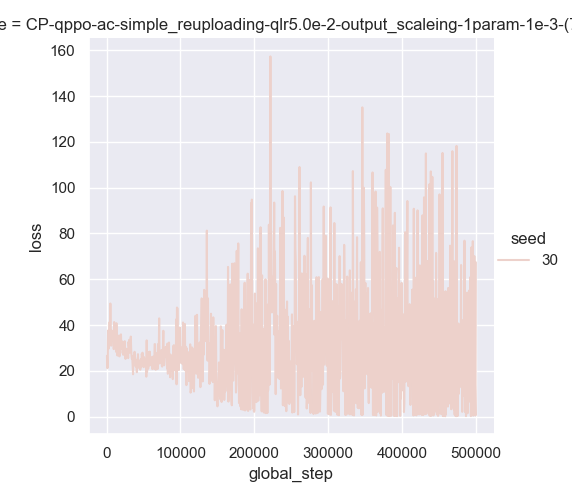 e = CP-qppo-ac-simple_reuploading-qlr5.0e-2-output_scaleing-1param-1e-3-(7
160
140
120
100
80
60
40
20
0
loss
0 100000 200000 300000 400000 500000
global_step
seed
30